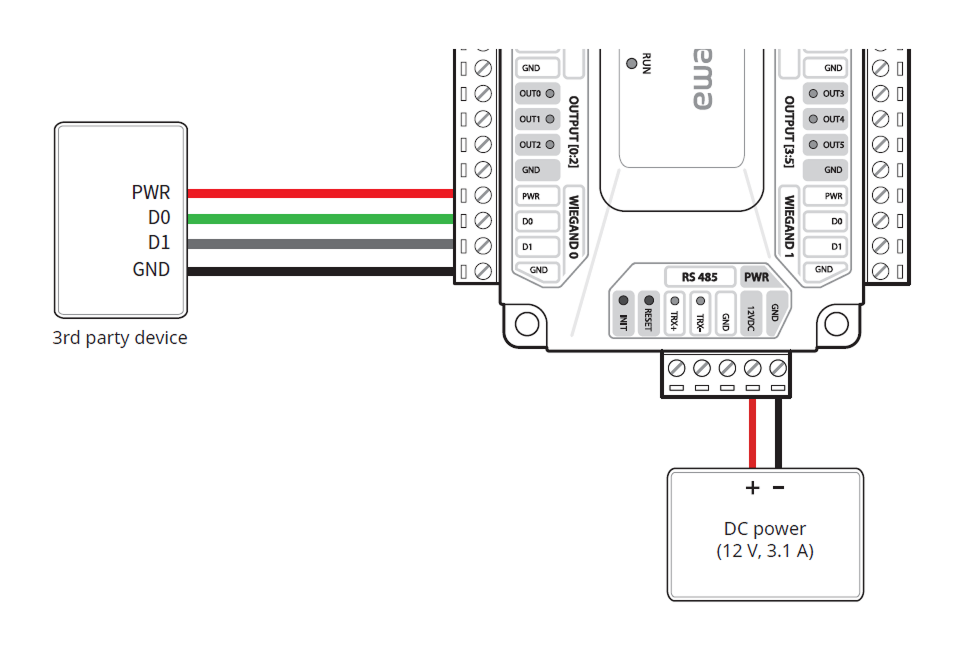 GND
OUT0
OUT1
OUT2
GND
OUTPUT [0:2]
PWR
D0
D1
GND
WIEGAND 0
RUN
ema
GND
OUT3
OUT4
OUT5
GND
OUTPUT [3:5]
PWR
D0
D1
GND
WIEGAND 1
PWR
D0
D1
GND
3rd party device
RS 485
PWR
INIT
RESET
TRX+
TRX-
GND
12VDC
GND
+ −
DC power
(12 V, 3.1 A)